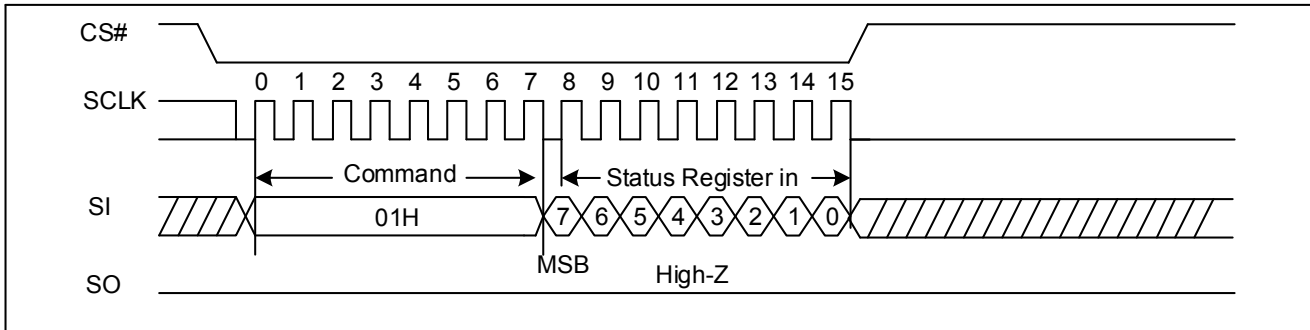 CS#
0 1 2 3 4 5 6 7 8 9 10 11 12 13 14 15
SCLK
Command Status Register in
SI 01H 7 6 5 4 3 2 1 0
MSB High-Z
SO